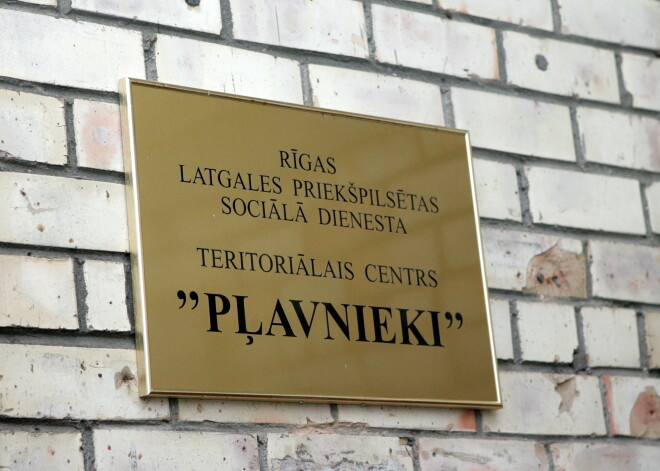 RĪGAS
LATGALES PRIEKŠPILSĒTAS
SOCIĀLĀ DIENESTA
TERITORIĀLAIS CENTRS
”PĻAVNIEKI”